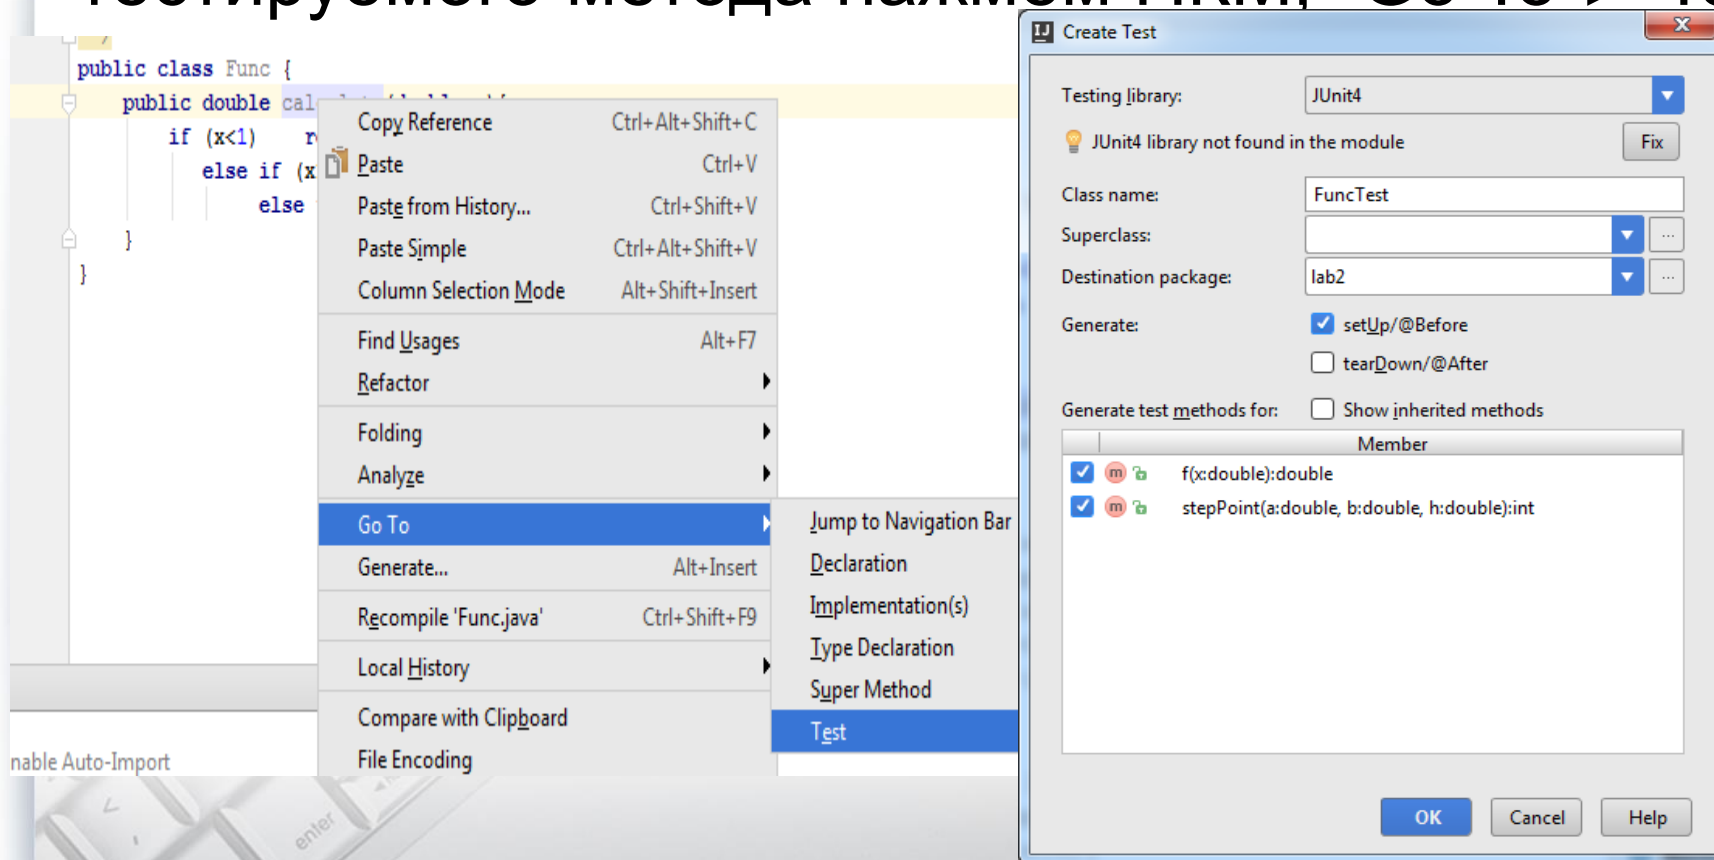 тестируемого метода нажмем ПКМ,
public class Func {
public double
if (x<1)
else if (x
else
}
}
Copy Reference Ctrl+Alt+Shift+C
Paste Ctrl+V
Paste from History... Ctrl+Shift+V
Paste Simple Ctrl+Alt+Shift+V
Column Selection Mode Alt+Shift+Insert
Find Usages Alt+F7
Refactor
Folding
Analyze
Go To
Generate... Alt+Insert
Recompile 'Func.java' Ctrl+Shift+F9
Local History
Compare with Clipboard
File Encoding
Jump to Navigation Bar
Declaration
Implementation(s)
Type Declaration
Super Method
Test
nable Auto-Import
enter
Create Test
Testing library: JUnit4
JUnit4 library not found in the module Fix
Class name: FuncTest
Superclass: ...
Destination package: lab2 ...
Generate: setUp/@Before
tearDown/@After
Generate test methods for: Show inherited methods
Member
m f(x:double):double
m stepPoint(a:double, b:double, h:double):int
OK Cancel Help